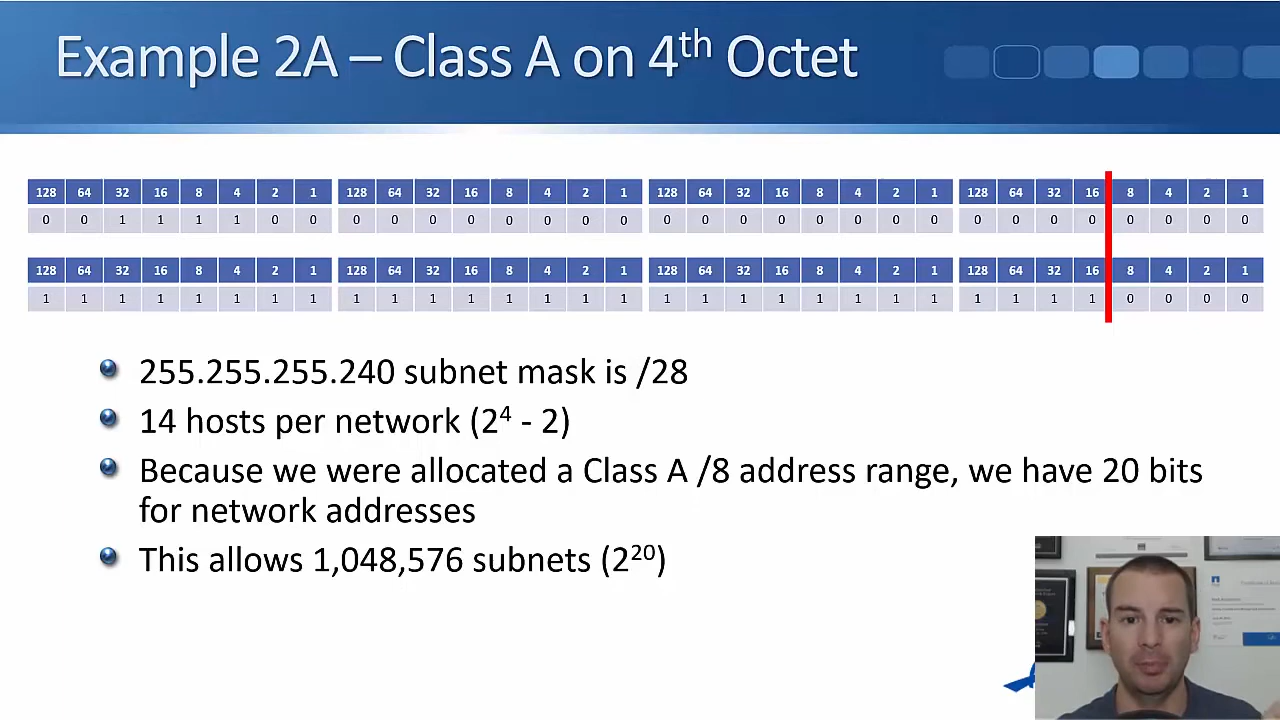 Example 2A – Class A on 4th Octet
128 64 32 16 8 4 2 1 128 64 32 16 8 4 2 1 128 64 32 16 8 4 2 1 128 64 32 16 8 4 2 1
0 0 1 1 1 1 0 0 0 0 0 0 0 0 0 0 0 0 0 0 0 0 0 0 0 0 0 0 0 0 0 0
128 64 32 16 8 4 2 1 128 64 32 16 8 4 2 1 128 64 32 16 8 4 2 1 128 64 32 16 8 4 2 1
1 1 1 1 1 1 1 1 1 1 1 1 1 1 1 1 1 1 1 1 1 1 1 1 1 1 1 1 0 0 0 0
255.255.255.240 subnet mask is /28
14 hosts per network (2⁴ - 2)
Because we were allocated a Class A /8 address range, we have 20 bits
for network addresses
This allows 1,048,576 subnets (2²⁰)